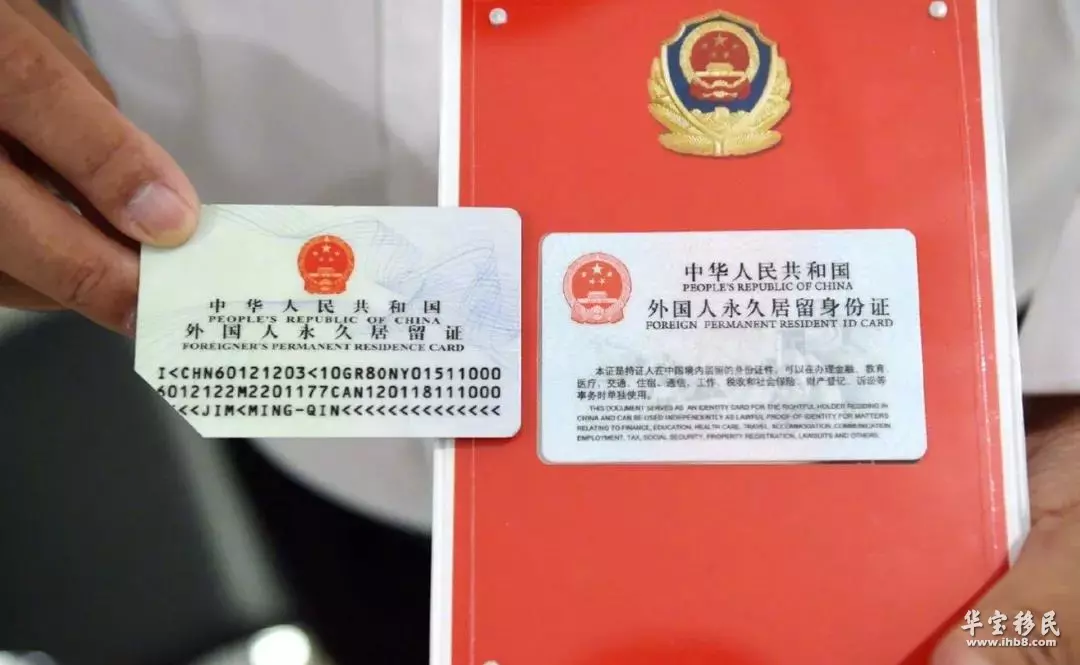 中华人民共和国
PEOPLE'S REPUBLIC OF CHINA
外国人永久居留证
FOREIGNER'S PERMANENT RESIDENCE CARD
I<CHN60121203<10GR80NY01511000
6012122M2201177CAN120118111000
<<JIM<MING-QIN<<<<<<<<<<<<<<<
中华人民共和国
PEOPLE'S REPUBLIC OF CHINA
外国人永久居留身份证
FOREIGN PERMANENT RESIDENT ID CARD
本证是持证人在中国境内居留的身份证件，可以在办理金融、教育
医疗、交通、住宿、通信、工作、税收和社会保险、财产登记、诉讼等
事务时单独使用。
THIS DOCUMENT SERVED AS AN IDENTITY CARD FOR THE RIGHTFUL HOLDER RESIDING IN
CHINA AND CAN BE USED INDEPENDENTLY AS LAWFUL PROOF OF IDENTITY FOR MATTERS
RELATING TO FINANCE, EDUCATION, HEALTH CARE, TRAVEL, ACCOMMODATION, COMMUNICATION
EMPLOYMENT, TAX, SOCIAL SECURITY, PROPERTY REGISTRATION, LAWSUITS AND OTHERS.
华宝移民
www.ihb8.com